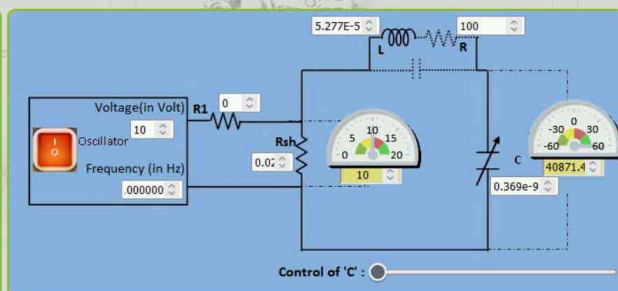 5.277E-5
100
L
R
Voltage(in Volt)
R1
0
10
Oscillator
Frequency (in Hz)
.000000
Rsh
0.02
0
5
10
15
20
10
C
0.369e-9
-60
-30
0
30
60
40871.4
Control of 'C' :